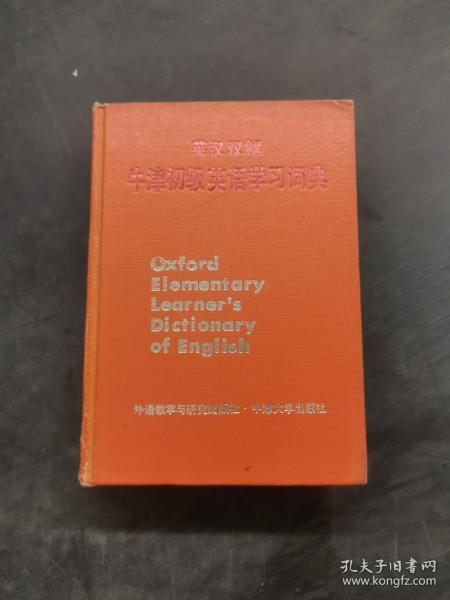 英汉双解
牛津初级英语学习词典
Oxford
Elementary
Learner's
Dictionary
of English
外语教学与研究出版社·牛津大学出版社
孔夫子旧书网
www.kongfz.com